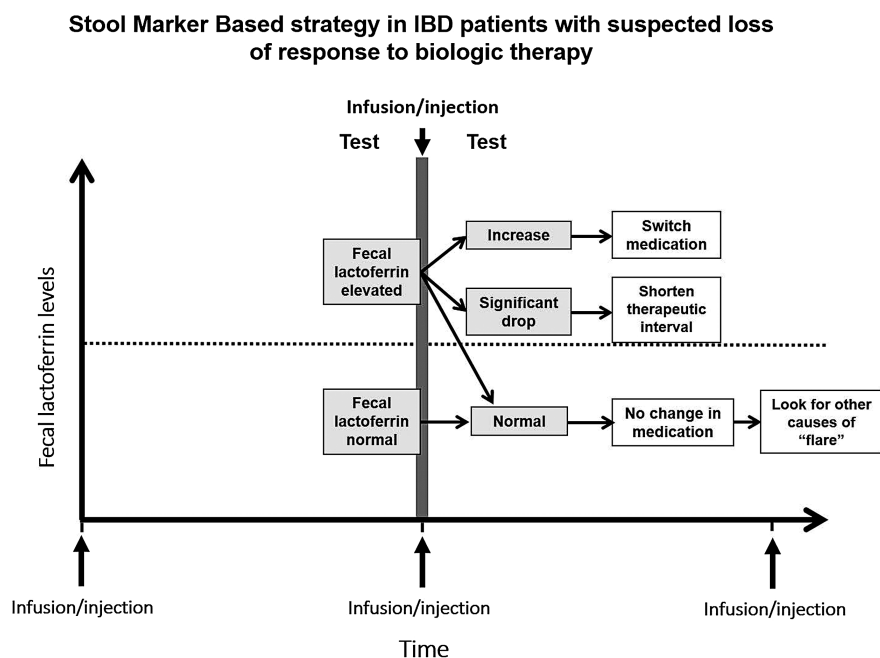 Stool Marker Based strategy in IBD patients with suspected loss
of response to biologic therapy
Infusion/injection
Test
Test
Fecal lactoferrin levels
Fecal
lactoferrin
elevated
Increase
Switch
medication
Significant
drop
Shorten
therapeutic
interval
Fecal
lactoferrin
normal
Normal
No change in
medication
Look for other
causes of
“flare”
Infusion/injection
Infusion/injection
Infusion/injection
Time